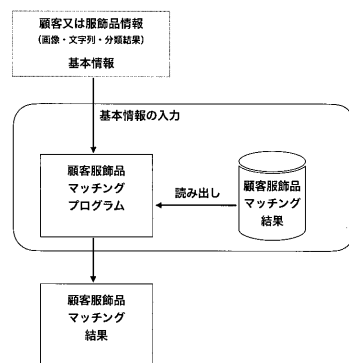 顧客又は服飾品情報
（画像・文字列・分類結果）
基本情報
基本情報の入力
顧客服飾品
マッチング
プログラム
読み出し
顧客服飾品
マッチング
結果
顧客服飾品
マッチング
結果